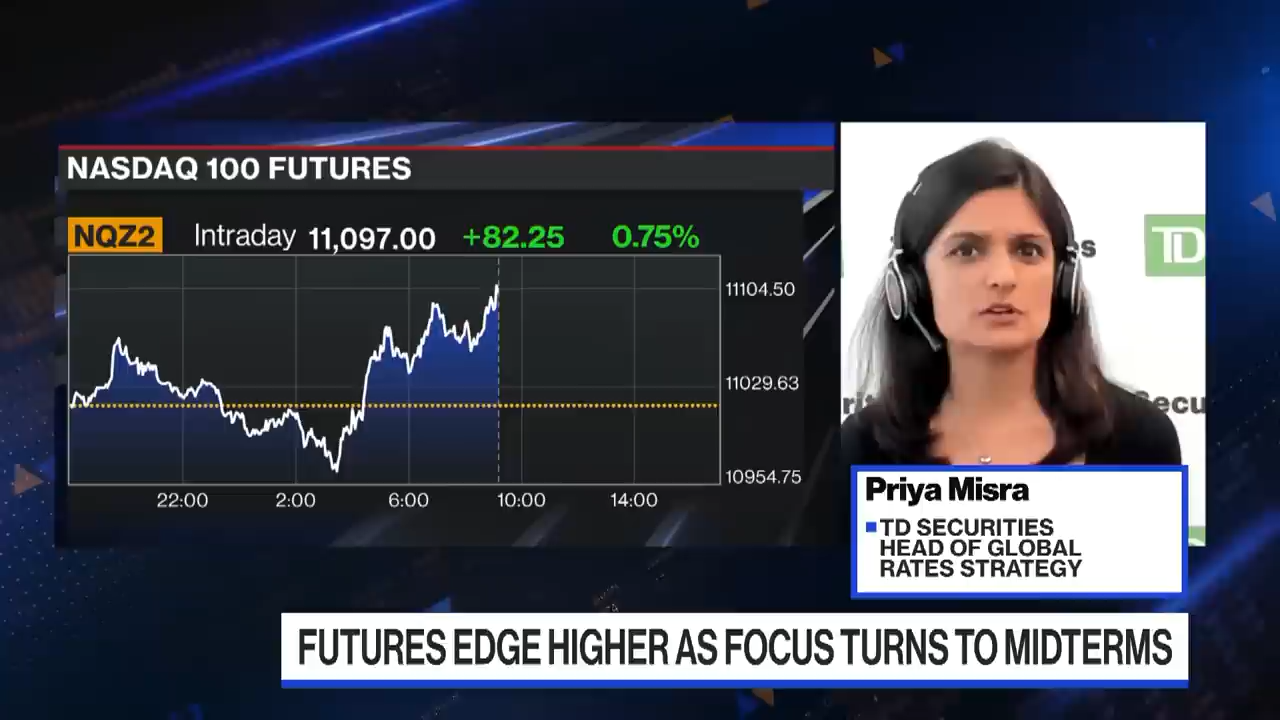 NASDAQ 100 FUTURES
NQZ2 Intraday 11,097.00 +82.25 0.75%
11104.50
11029.63
10954.75
22:00 2:00 6:00 10:00 14:00
TD
Priya Misra
TD SECURITIES
HEAD OF GLOBAL
RATES STRATEGY
FUTURES EDGE HIGHER AS FOCUS TURNS TO MIDTERMS